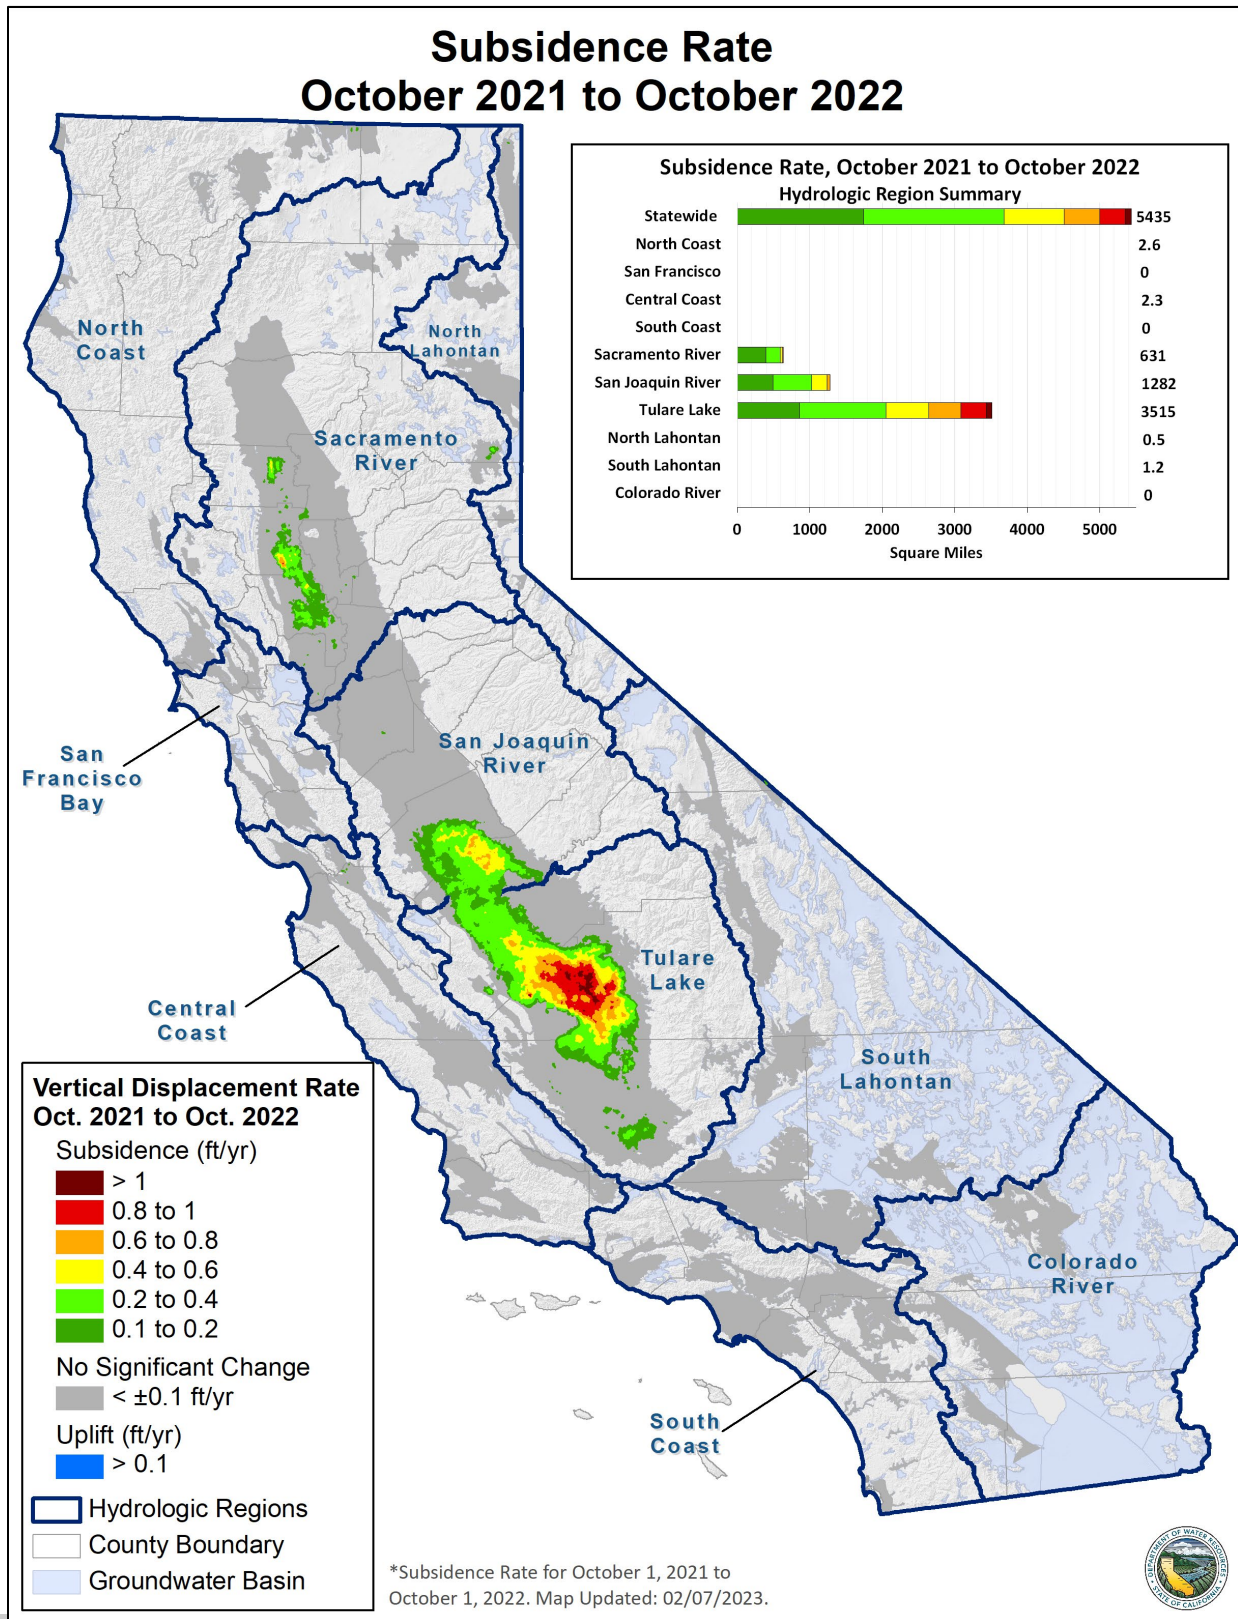 Subsidence Rate
October 2021 to October 2022
Subsidence Rate, October 2021 to October 2022
Hydrologic Region Summary
Statewide 5435
North Coast 2.6
San Francisco 0
Central Coast 2.3
South Coast 0
Sacramento River 631
San Joaquin River 1282
Tulare Lake 3515
North Lahontan 0.5
South Lahontan 1.2
Colorado River 0
0 1000 2000 3000 4000 5000
Square Miles
North
Coast
North
Lahontan
Sacramento
River
San Joaquin
River
San
Francisco
Bay
Tulare
Lake
Central
Coast
South
Lahontan
Colorado
River
South
Coast
Vertical Displacement Rate
Oct. 2021 to Oct. 2022
Subsidence (ft/yr)
> 1
0.8 to 1
0.6 to 0.8
0.4 to 0.6
0.2 to 0.4
0.1 to 0.2
No Significant Change
< ±0.1 ft/yr
Uplift (ft/yr)
> 0.1
Hydrologic Regions
County Boundary
Groundwater Basin
*Subsidence Rate for October 1, 2021 to
October 1, 2022. Map Updated: 02/07/2023.
DEPARTMENT OF WATER RESOURCES
STATE OF CALIFORNIA